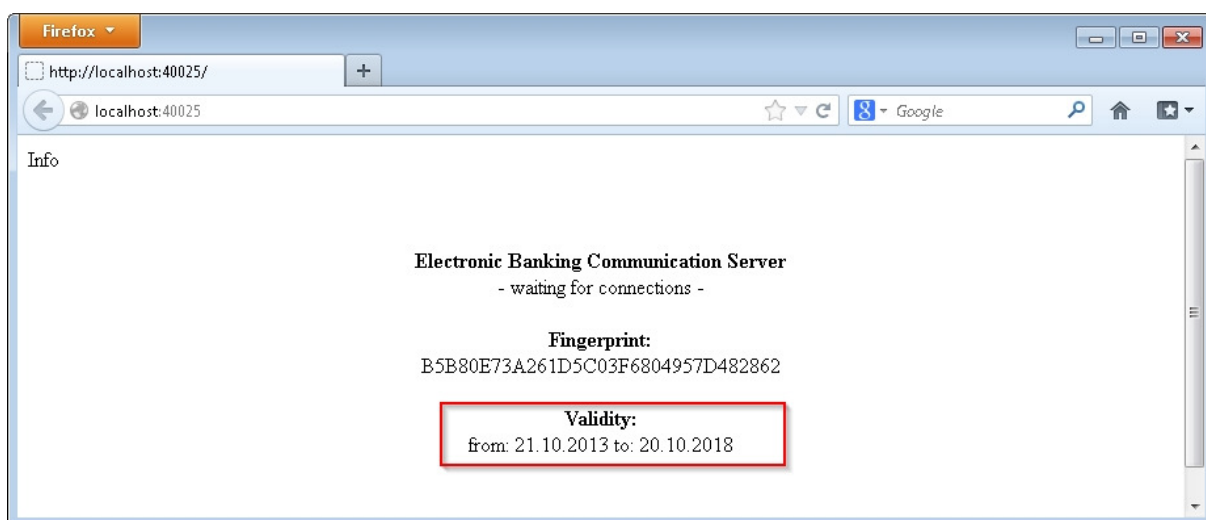 Firefox
http://localhost:40025/
localhost:40025
Google
Info
Electronic Banking Communication Server
- waiting for connections -
Fingerprint:
B5B80E73A261D5C03F6804957D482862
Validity:
from: 21.10.2013 to: 20.10.2018